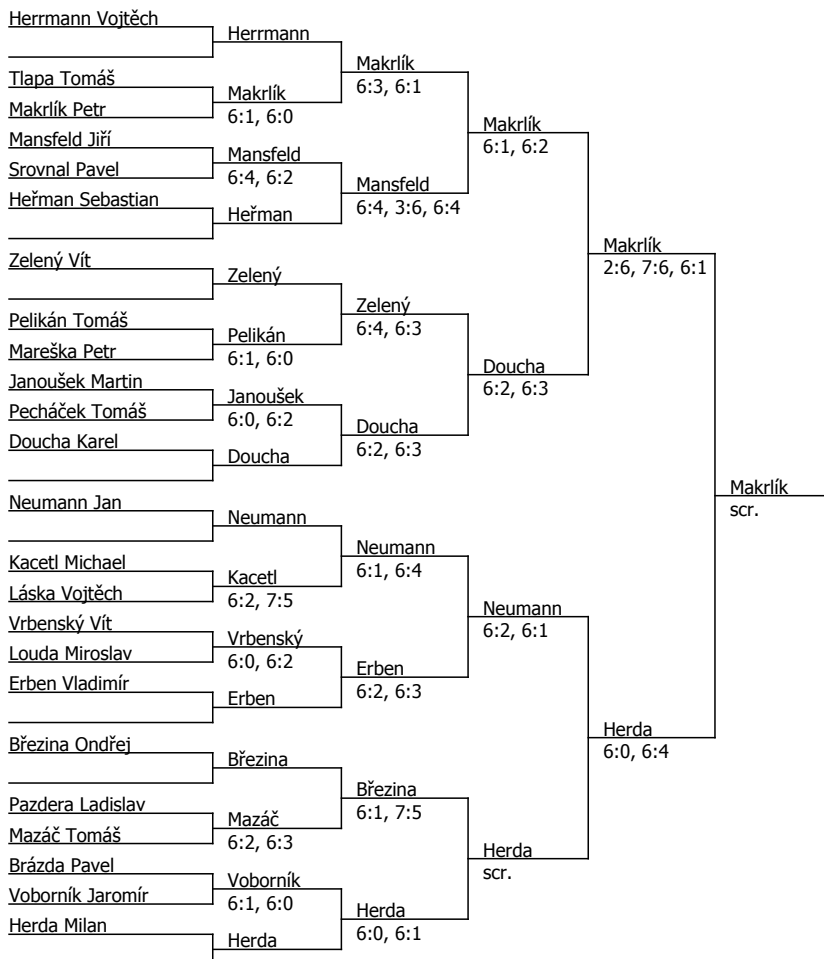 Herrmann Vojtěch
Herrmann
Makrlík
6:3, 6:1
Tlapa Tomáš
Makrlík
Makrlík Petr
6:1, 6:0
Makrlík
6:1, 6:2
Mansfeld Jiří
Mansfeld
Srovnal Pavel
6:4, 6:2
Mansfeld
6:4, 3:6, 6:4
Heřman Sebastian
Heřman
Makrlík
2:6, 7:6, 6:1
Zelený Vít
Zelený
Zelený
6:4, 6:3
Pelikán Tomáš
Pelikán
Mareška Petr
6:1, 6:0
Doucha
6:2, 6:3
Janoušek Martin
Janoušek
Pecháček Tomáš
6:0, 6:2
Doucha
6:2, 6:3
Doucha Karel
Doucha
Makrlík
scr.
Neumann Jan
Neumann
Neumann
6:1, 6:4
Kacetl Michael
Kacetl
Láska Vojtěch
6:2, 7:5
Neumann
6:2, 6:1
Vrbenský Vít
Vrbenský
Louda Miroslav
6:0, 6:2
Erben
6:2, 6:3
Erben Vladimír
Erben
Herda
6:0, 6:4
Březina Ondřej
Březina
Březina
6:1, 7:5
Pazdera Ladislav
Mazáč
Mazáč Tomáš
6:2, 6:3
Herda
scr.
Brázda Pavel
Voborník
Voborník Jaromír
6:1, 6:0
Herda
6:0, 6:1
Herda Milan
Herda